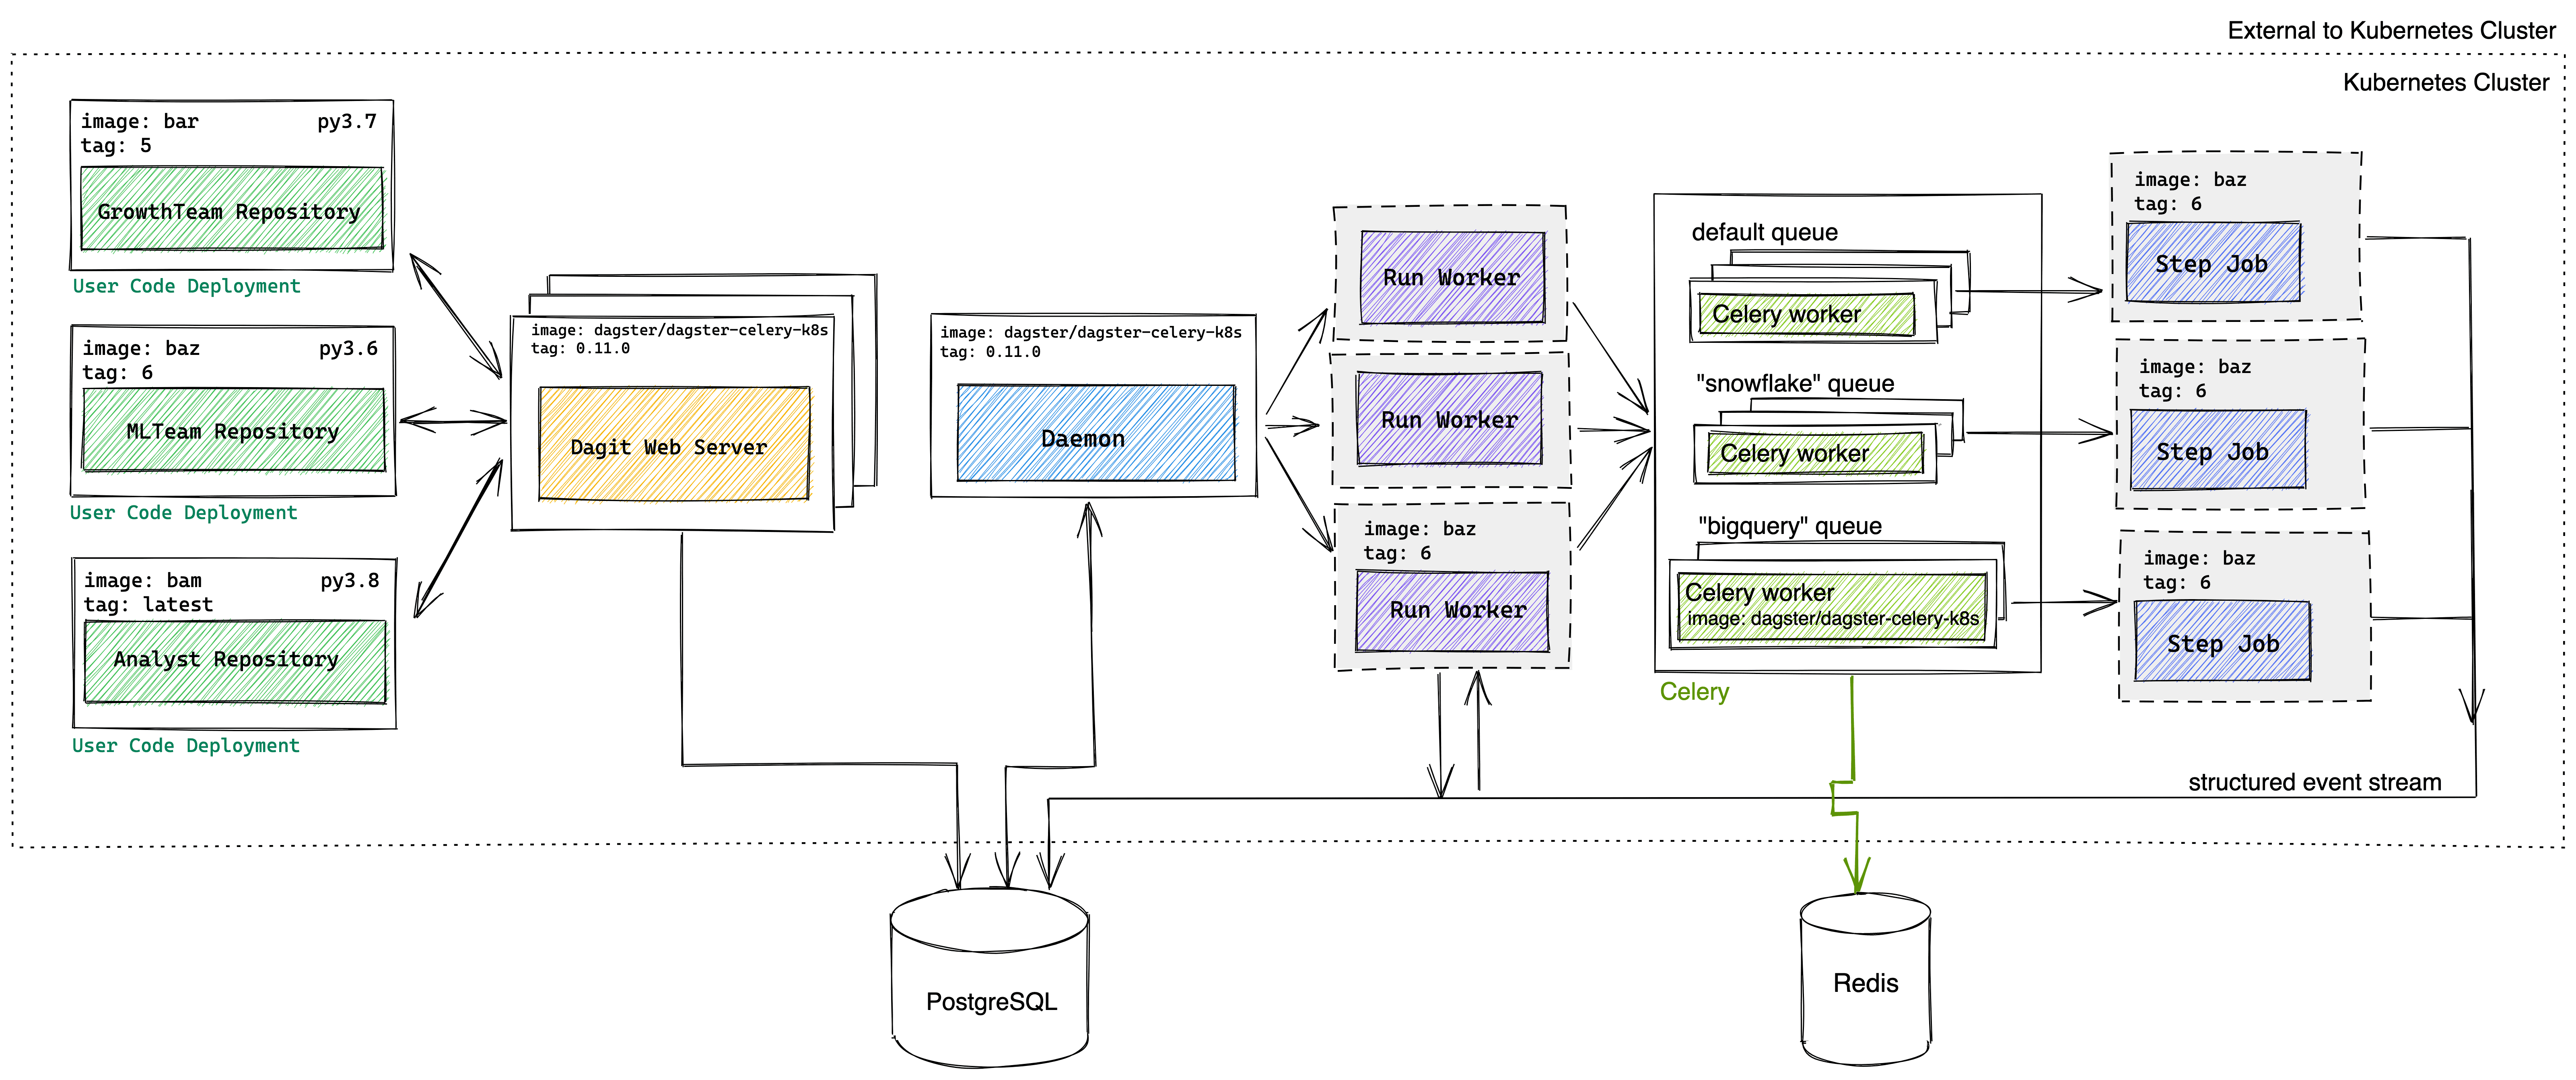 External to Kubernetes Cluster
Kubernetes Cluster
image: bar py3.7
tag: 5
GrowthTeam Repository
User Code Deployment
image: baz py3.6
tag: 6
MLTeam Repository
User Code Deployment
image: bam py3.8
tag: latest
Analyst Repository
User Code Deployment
image: dagster/dagster-celery-k8s
tag: 0.11.0
Dagit Web Server
image: dagster/dagster-celery-k8s
tag: 0.11.0
Daemon
Run Worker
Run Worker
image: baz
tag: 6
Run Worker
default queue
Celery worker
"snowflake" queue
Celery worker
"bigquery" queue
Celery worker
image: dagster/dagster-celery-k8s
Celery
image: baz
tag: 6
Step Job
image: baz
tag: 6
Step Job
image: baz
tag: 6
Step Job
structured event stream
PostgreSQL
Redis